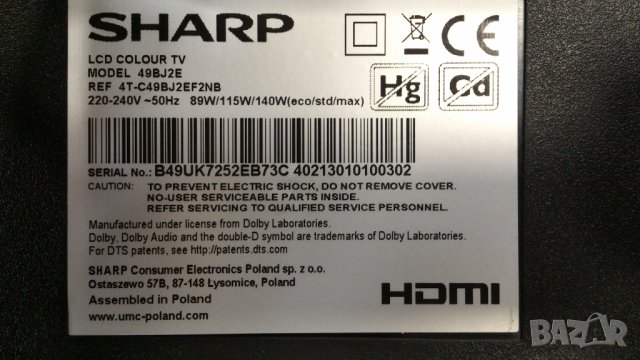 SHARP
LCD COLOUR TV
MODEL 49BJ2E
REF 4T-C49BJ2EF2NB
220-240V ~50Hz 89W/115W/140W(eco/std/max)
CE
Hg
Cd
SERIAL No.: B49UK7252EB73C 40213010100302
CAUTION: TO PREVENT ELECTRIC SHOCK, DO NOT REMOVE COVER.
NO-USER SERVICEABLE PARTS INSIDE.
REFER SERVICING TO QUALIFIED SERVICE PERSONNEL.
Manufactured under license from Dolby Laboratories.
Dolby, Dolby Audio and the double-D symbol are trademarks of Dolby Laboratories.
For DTS patents, see http://patents.dts.com
SHARP Consumer Electronics Poland sp. z o.o.
Ostaszewo 57B, 87-148 Łysomice, Poland
Assembled in Poland
www.umc-poland.com
HDMI
BAZAR